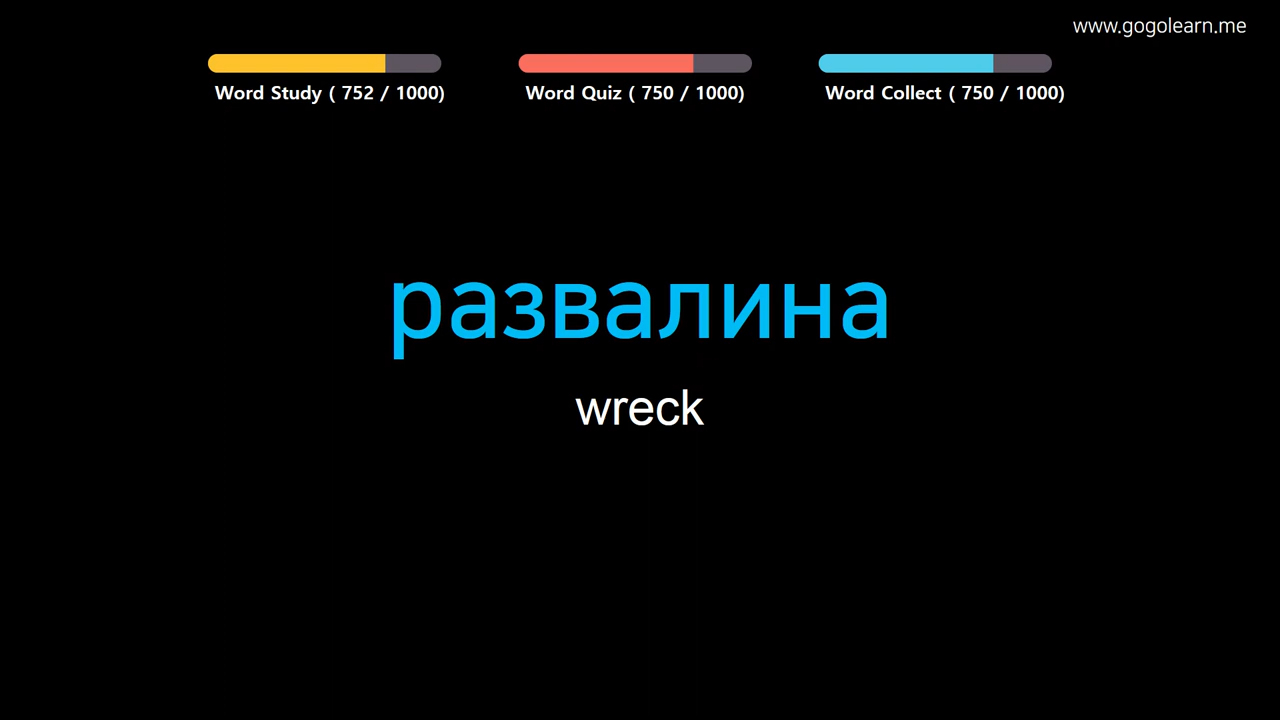 www.gogolearn.me
Word Study ( 752 / 1000)
Word Quiz ( 750 / 1000)
Word Collect ( 750 / 1000)
развалина
wreck